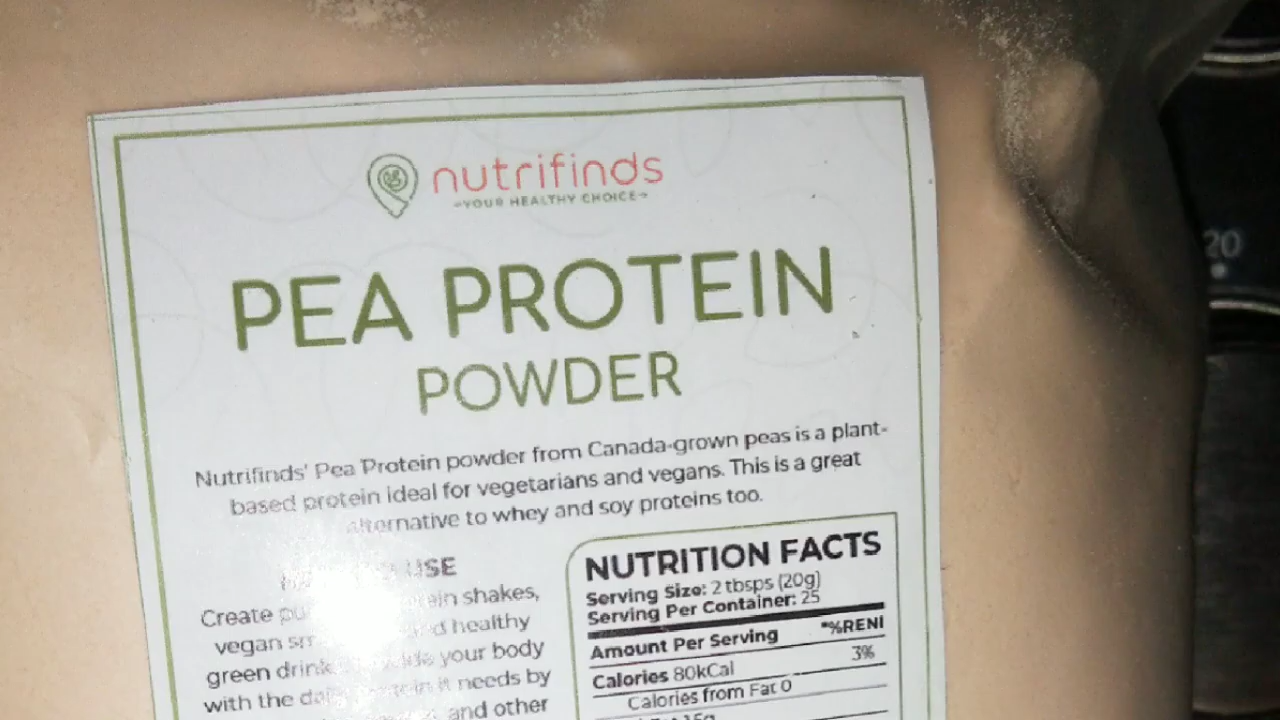 nutrifinds
YOUR HEALTHY CHOICE
PEA PROTEIN
POWDER
Nutrifinds' Pea Protein powder from Canada-grown peas is a plant-
based protein ideal for vegetarians and vegans. This is a great
alternative to whey and soy proteins too.
USE
Create shakes,
vegan healthy
green your body
with the it needs by
and other
NUTRITION FACTS
Serving Size: 2 tbsps (20g)
Serving Per Container: 25
Amount Per Serving *%RENI
Calories 80kCal 3%
Calories from Fat 0
20